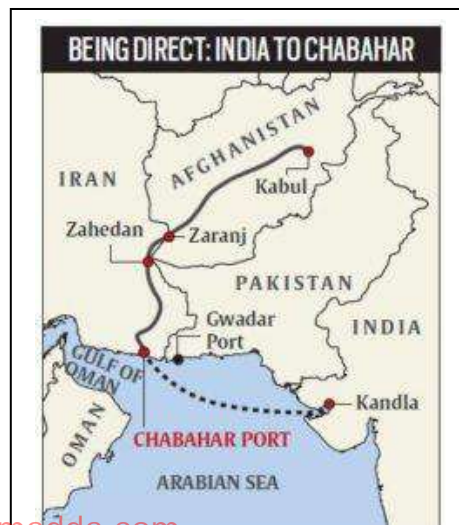 BEING DIRECT: INDIA TO CHABAHAR
AFGHANISTAN
IRAN
Kabul
Zahedan
Zaranj
PAKISTAN
Gwadar
Port
INDIA
GULF OF
OMAN
Kandla
OMAN
CHABAHAR PORT
ARABIAN SEA